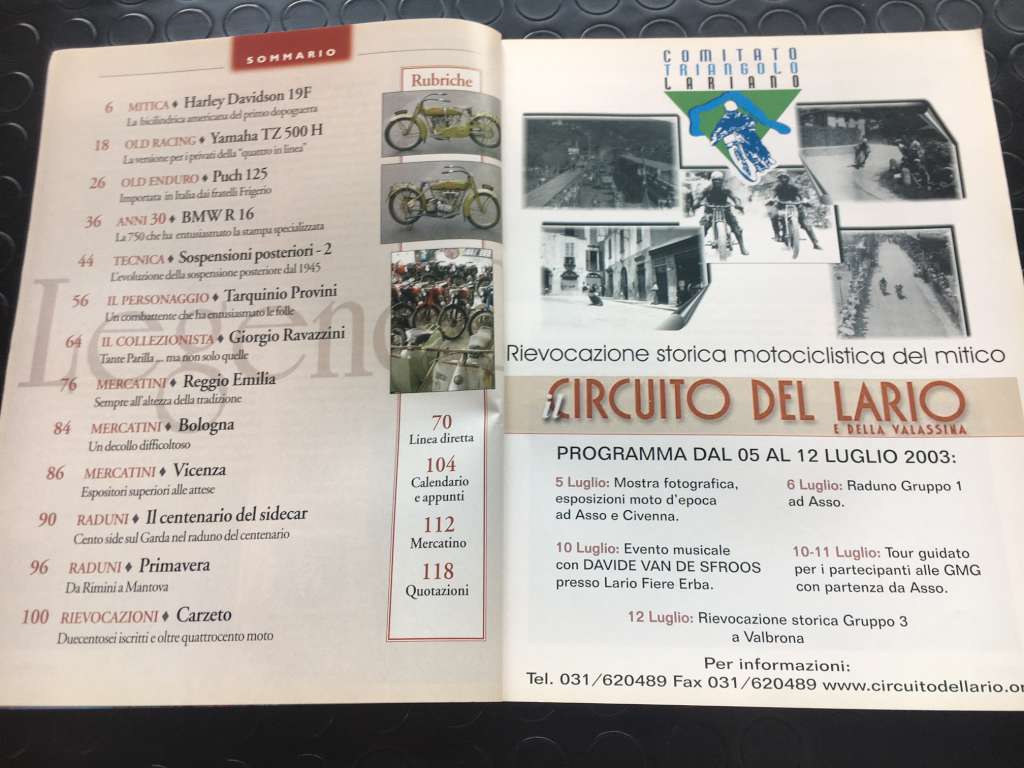 SOMMARIO
6 MITICA ♦ Harley Davidson 19F
La bicilindrica americana del primo dopoguerra
18 OLD RACING ♦ Yamaha TZ 500 H
La versione per i privati della "quattro in linea"
26 OLD ENDURO ♦ Puch 125
Importata in Italia dai fratelli Frigerio
36 ANNI 30 ♦ BMW R 16
La 750 che ha entusiasmato la stampa specializzata
44 TECNICA ♦ Sospensioni posteriori - 2
L'evoluzione della sospensione posteriore dal 1945
56 IL PERSONAGGIO ♦ Tarquinio Provini
Un combattente che ha entusiasmato le folle
64 IL COLLEZIONISTA ♦ Giorgio Ravazzini
Tante Parilla ... ma non solo quelle
76 MERCATINI ♦ Reggio Emilia
Sempre all'altezza della tradizione
84 MERCATINI ♦ Bologna
Un decollo difficoltoso
86 MERCATINI ♦ Vicenza
Espositori superiori alle attese
90 RADUNI ♦ Il centenario del sidecar
Cento side sul Garda nel raduno del centenario
96 RADUNI ♦ Primavera
Da Rimini a Mantova
100 RIEVOCAZIONI ♦ Carzeto
Duecentosei iscritti e oltre quattrocento moto
Legend
Rubriche
70
Linea diretta
104
Calendario
e appunti
112
Mercatino
118
Quotazioni
COMITATO
TRIANGOLO
LARIANO
Rievocazione storica motociclistica del mitico
il CIRCUITO DEL LARIO
E DELLA VALASSINA
PROGRAMMA DAL 05 AL 12 LUGLIO 2003:
5 Luglio: Mostra fotografica,
esposizioni moto d'epoca
ad Asso e Civenna.
6 Luglio: Raduno Gruppo 1
ad Asso.
10 Luglio: Evento musicale
con DAVIDE VAN DE SFROOS
presso Lario Fiere Erba.
10-11 Luglio: Tour guidato
per i partecipanti alle GMG
con partenza da Asso.
12 Luglio: Rievocazione storica Gruppo 3
a Valbrona
Per informazioni:
Tel. 031/620489 Fax 031/620489 www.circuitodellario.or